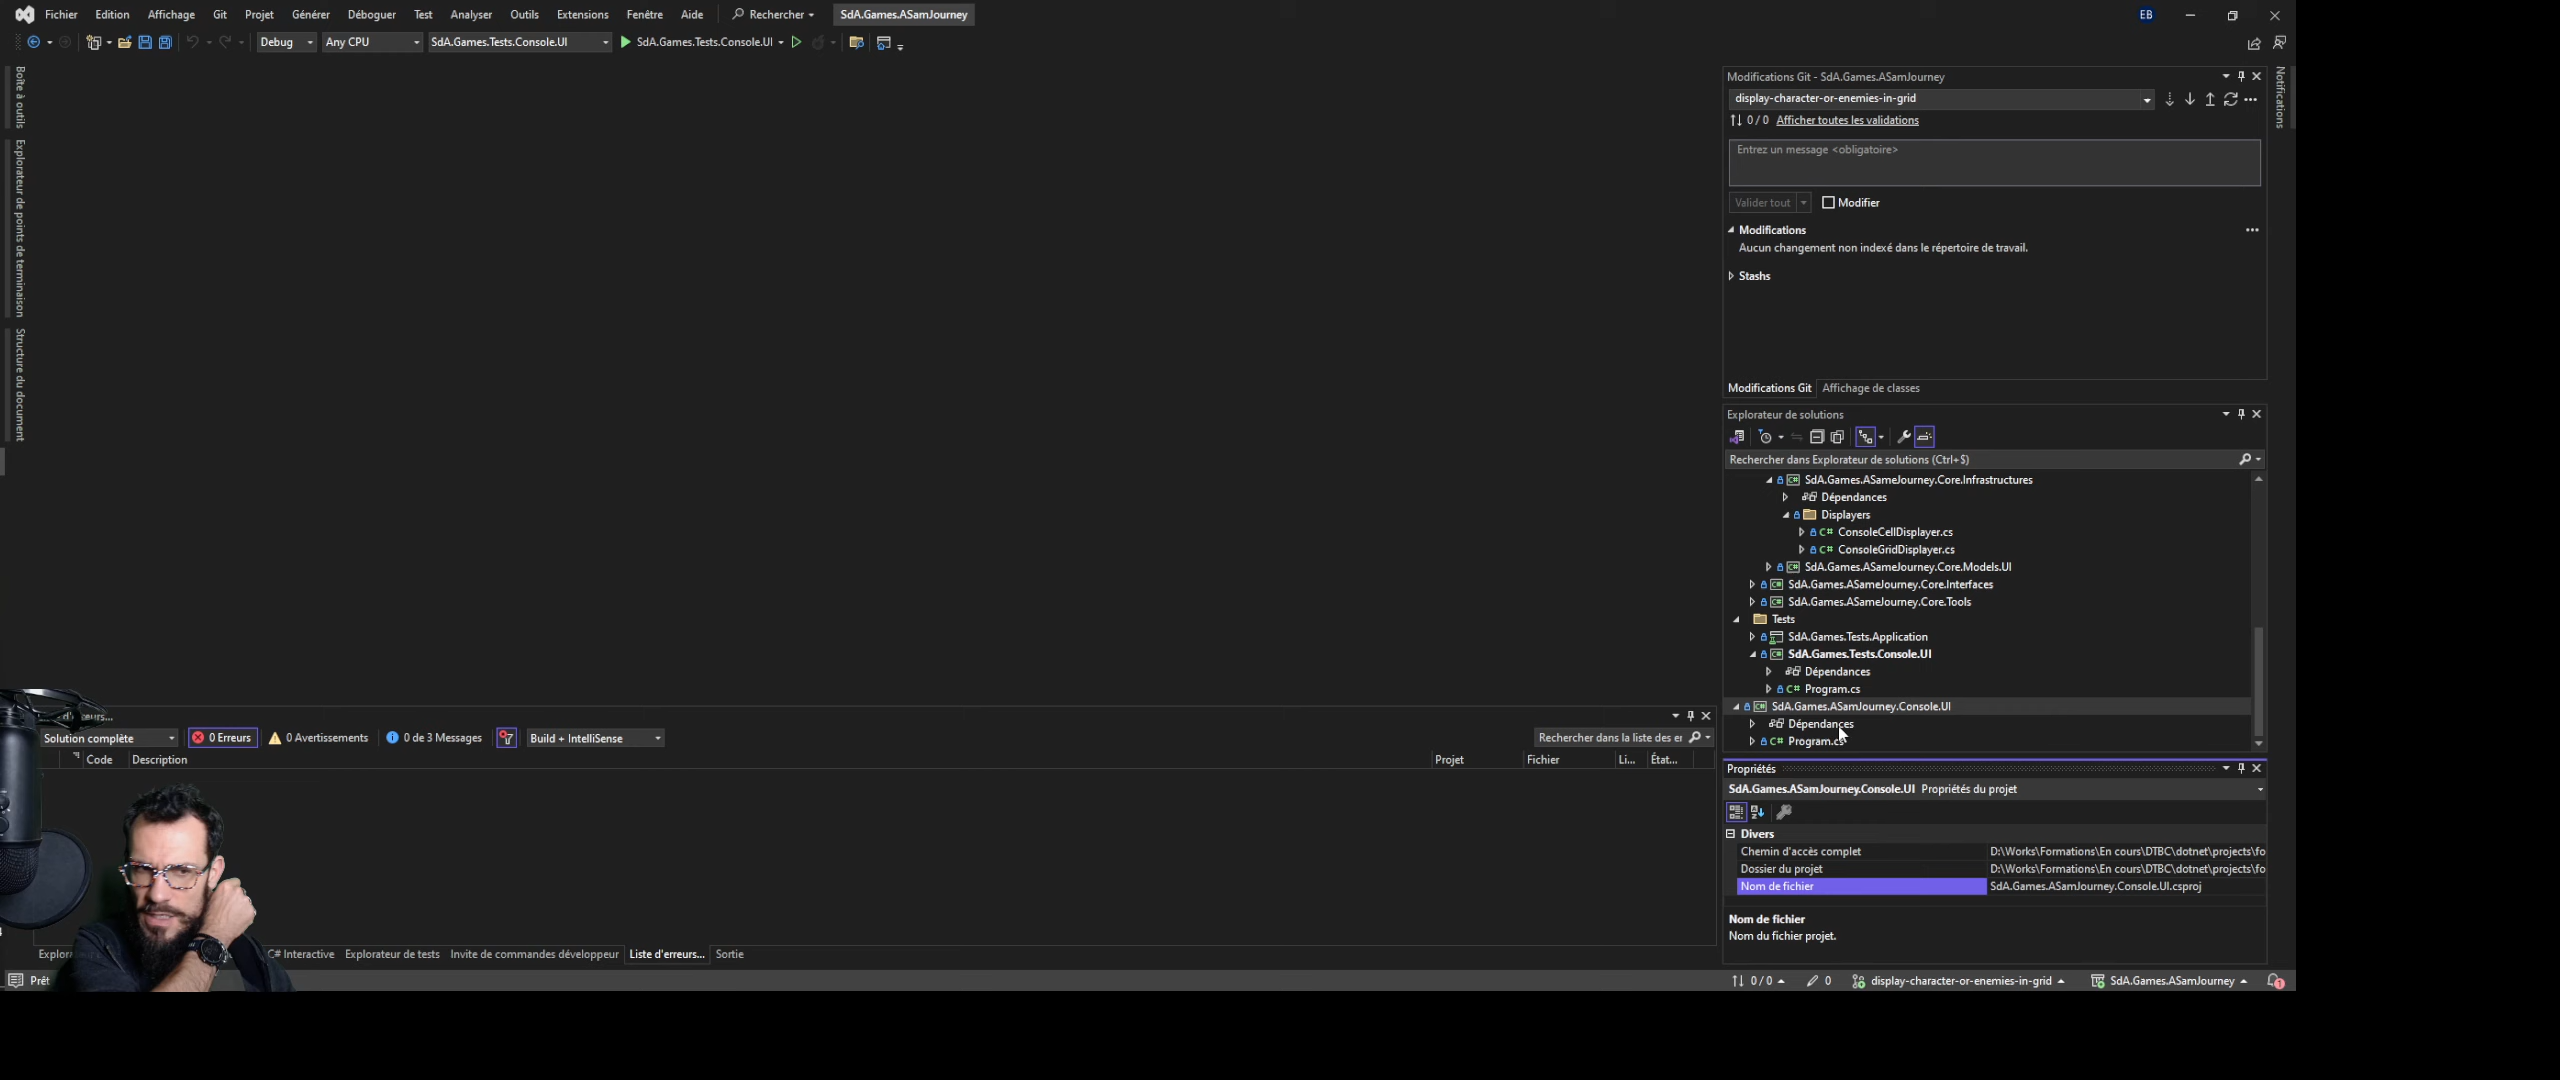 Fichier Edition Affichage Git Projet Générer Déboguer Test Analyser Outils Extensions Fenêtre Aide Rechercher SdA.Games.ASamJourney EB
Debug Any CPU SdA.Games.Tests.Console.UI SdA.Games.Tests.Console.UI
Boîte à outils
Explorateur de points de terminaison
Structure du document
Notifications
Modifications Git - SdA.Games.ASamJourney
display-character-or-enemies-in-grid
0 / 0 Afficher toutes les validations
Entrez un message <obligatoire>
Valider tout Modifier
Modifications
Aucun changement non indexé dans le répertoire de travail.
Stashs
Modifications Git Affichage de classes
Explorateur de solutions
Rechercher dans Explorateur de solutions (Ctrl+$)
SdA.Games.ASameJourney.Core.Infrastructures
Dépendances
Displayers
C# ConsoleCellDisplayer.cs
C# ConsoleGridDisplayer.cs
SdA.Games.ASameJourney.Core.Models.UI
SdA.Games.ASameJourney.Core.Interfaces
SdA.Games.ASameJourney.Core.Tools
Tests
SdA.Games.Tests.Application
SdA.Games.Tests.Console.UI
Dépendances
C# Program.cs
SdA.Games.ASamJourney.Console.UI
Dépendances
C# Program.cs
Solution complète 0 Erreurs 0 Avertissements 0 de 3 Messages Build + IntelliSense Rechercher dans la liste des er
Code Description Projet Fichier Li... État...
Propriétés
SdA.Games.ASamJourney.Console.UI Propriétés du projet
Divers
Chemin d'accès complet D:\Works\Formations\En cours\DTBC\dotnet\projects\fo
Dossier du projet D:\Works\Formations\En cours\DTBC\dotnet\projects\fo
Nom de fichier SdA.Games.ASamJourney.Console.UI.csproj
Nom de fichier
Nom du fichier projet.
C# Interactive Explorateur de tests Invite de commandes développeur Liste d'erreurs... Sortie
Prêt 0 / 0 0 display-character-or-enemies-in-grid SdA.Games.ASamJourney 1